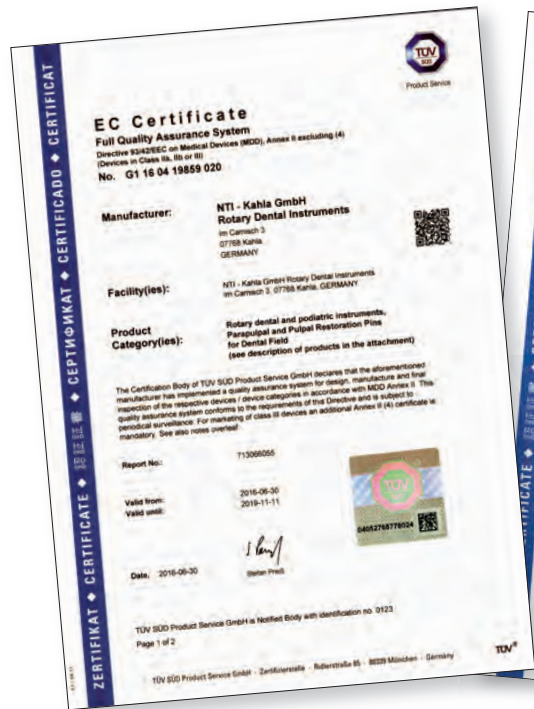 TÜV
SÜD
Product Service
EC Certificate
Full Quality Assurance System
Directive 93/42/EEC on Medical Devices (MDD), Annex II excluding (4)
(Devices in Class IIa, IIb or III)
No. G1 16 04 19859 020
Manufacturer:
NTI - Kahla GmbH
Rotary Dental Instruments
Im Camisch 3
07768 Kahla
GERMANY
Facility(ies):
NTI - Kahla GmbH Rotary Dental Instruments
Im Camisch 3, 07768 Kahla, GERMANY
Product
Category(ies):
Rotary dental and podiatric instruments,
Parapulpal and Pulpal Restoration Pins
for Dental Field
(see description of products in the attachment)
The Certification Body of TÜV SÜD Product Service GmbH declares that the aforementioned
manufacturer has implemented a quality assurance system for design, manufacture and final
inspection of the respective devices / device categories in accordance with MDD Annex II. This
quality assurance system conforms to the requirements of this Directive and is subject to
periodical surveillance. For marketing of class III devices an additional Annex II (4) certificate is
mandatory. See also notes overleaf.
Report No.:
713066055
Valid from:
2016-06-30
Valid until:
2019-11-11
TÜV
04052768778024
Date, 2016-06-30
Stefan Preiß
TÜV SÜD Product Service GmbH is Notified Body with identification no. 0123
Page 1 of 2
TÜV SÜD Product Service GmbH · Zertifizierstelle · Ridlerstraße 65 · 80339 München · Germany
TÜV®
ZERTIFIKAT ◆ CERTIFICATE ◆ 認証証書 ◆ СЕРТИФИКАТ ◆ CERTIFICADO ◆ CERTIFICAT